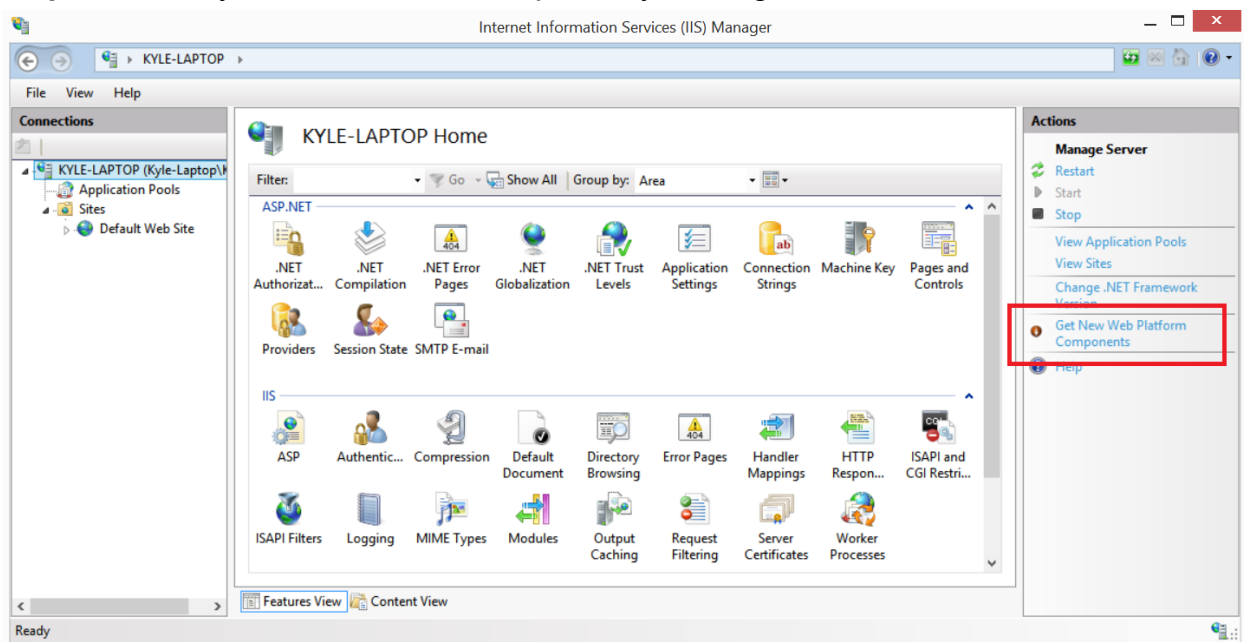 Internet Information Services (IIS) Manager
KYLE-LAPTOP
File View Help
Connections
KYLE-LAPTOP (Kyle-Laptop\
Application Pools
Sites
Default Web Site
KYLE-LAPTOP Home
Filter: Go Show All Group by: Area
ASP.NET
.NET Authorizat...
.NET Compilation
.NET Error Pages
.NET Globalization
.NET Trust Levels
Application Settings
Connection Strings
Machine Key
Pages and Controls
Providers
Session State
SMTP E-mail
IIS
ASP
Authentic...
Compression
Default Document
Directory Browsing
Error Pages
Handler Mappings
HTTP Respon...
ISAPI and CGI Restri...
ISAPI Filters
Logging
MIME Types
Modules
Output Caching
Request Filtering
Server Certificates
Worker Processes
Features View Content View
Actions
Manage Server
Restart
Start
Stop
View Application Pools
View Sites
Change .NET Framework
Version
Get New Web Platform
Components
Help
Ready